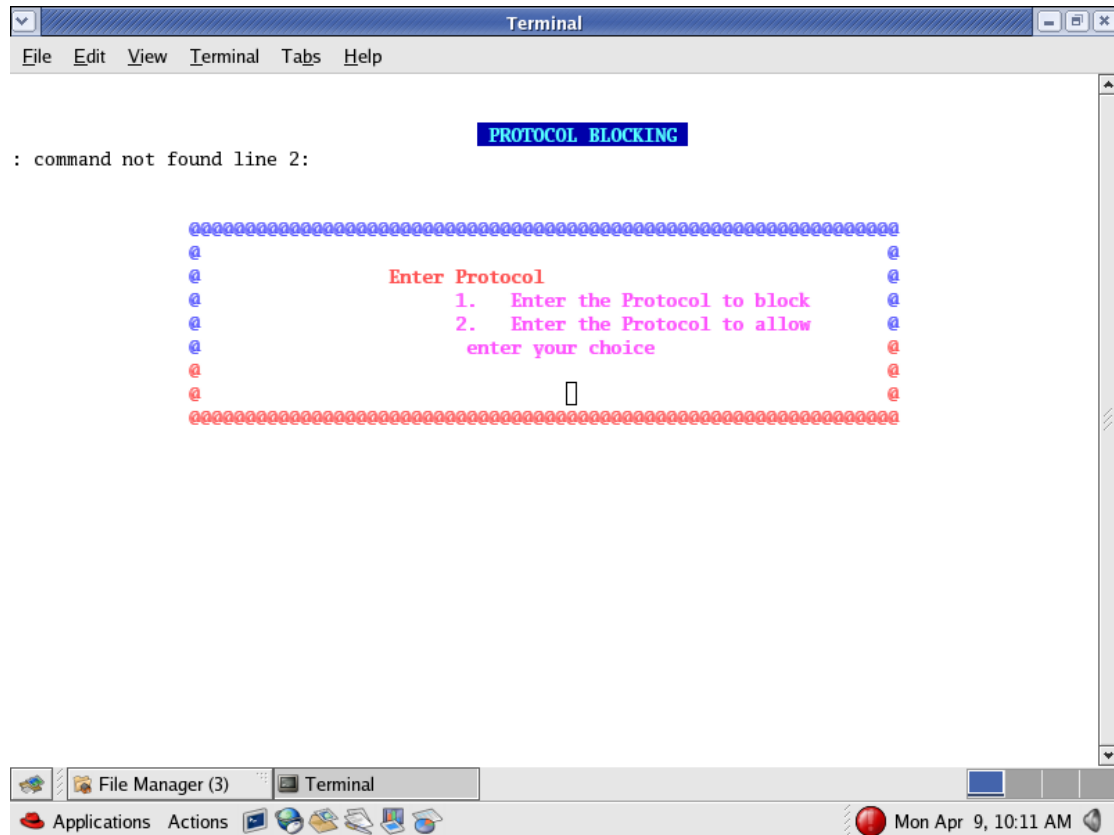 Terminal
File Edit View Terminal Tabs Help
PROTOCOL BLOCKING
: command not found line 2:
@@@@@@@@@@@@@@@@@@@@@@@@@@@@@@@@@@@@@@@@@@@@@@@@@@@@@@@@@@@@@@@@
@ @
@ Enter Protocol @
@ 1. Enter the Protocol to block @
@ 2. Enter the Protocol to allow @
@ enter your choice @
@ @
@ @
@@@@@@@@@@@@@@@@@@@@@@@@@@@@@@@@@@@@@@@@@@@@@@@@@@@@@@@@@@@@@@@@
File Manager (3) Terminal
Applications Actions Mon Apr 9, 10:11 AM